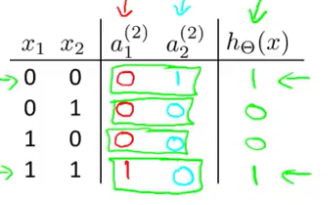 x₁ x₂ a₁⁽²⁾ a₂⁽²⁾ h_Θ(x)
0 0 0 1 1
0 1 0 0 0
1 0 0 0 0
1 1 1 0 1